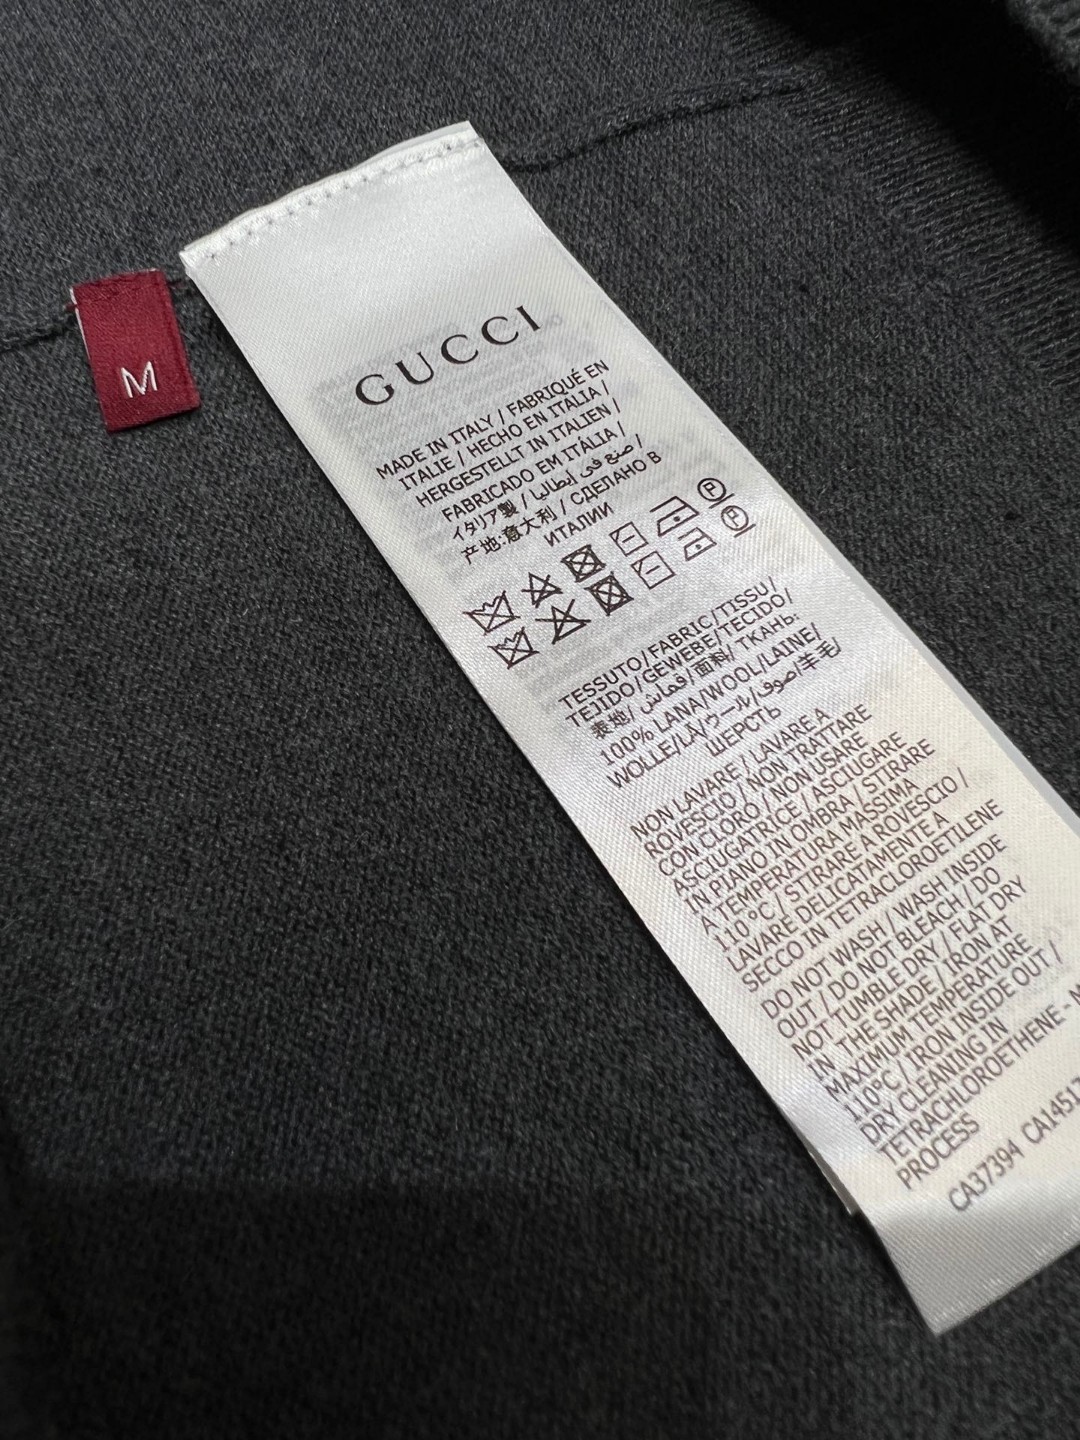 M
GUCCI
MADE IN ITALY / FABRIQUÉ EN
ITALIE / HECHO EN ITALIA /
HERGESTELLT IN ITALIEN /
FABRICADO EM ITÁLIA /
イタリア製 / صنع في إيطاليا /
产地:意大利 / СДЕЛАНО В
ИТАЛИИ
TESSUTO/FABRIC/TISSU/
TEJIDO/GEWEBE/TECIDO/
表地/ قماش/面料/ ТКАНЬ:
100% LANA/WOOL/LAINE/
WOLLE/LÃ/ウール/صوف/羊毛/
ШЕРСТЬ
NON LAVARE / LAVARE A
ROVESCIO / NON TRATTARE
CON CLORO / NON USARE
ASCIUGATRICE / ASCIUGARE
IN PIANO IN OMBRA / STIRARE
A TEMPERATURA MASSIMA
110°C / STIRARE A ROVESCIO /
LAVARE DELICATAMENTE A
SECCO IN TETRACLOROETILENE
DO NOT WASH / WASH INSIDE
OUT / DO NOT BLEACH / DO
NOT TUMBLE DRY / FLAT DRY
IN THE SHADE / IRON AT
MAXIMUM TEMPERATURE
110°C / IRON INSIDE OUT /
DRY CLEANING IN
TETRACHLOROETHENE -
PROCESS
CA37394